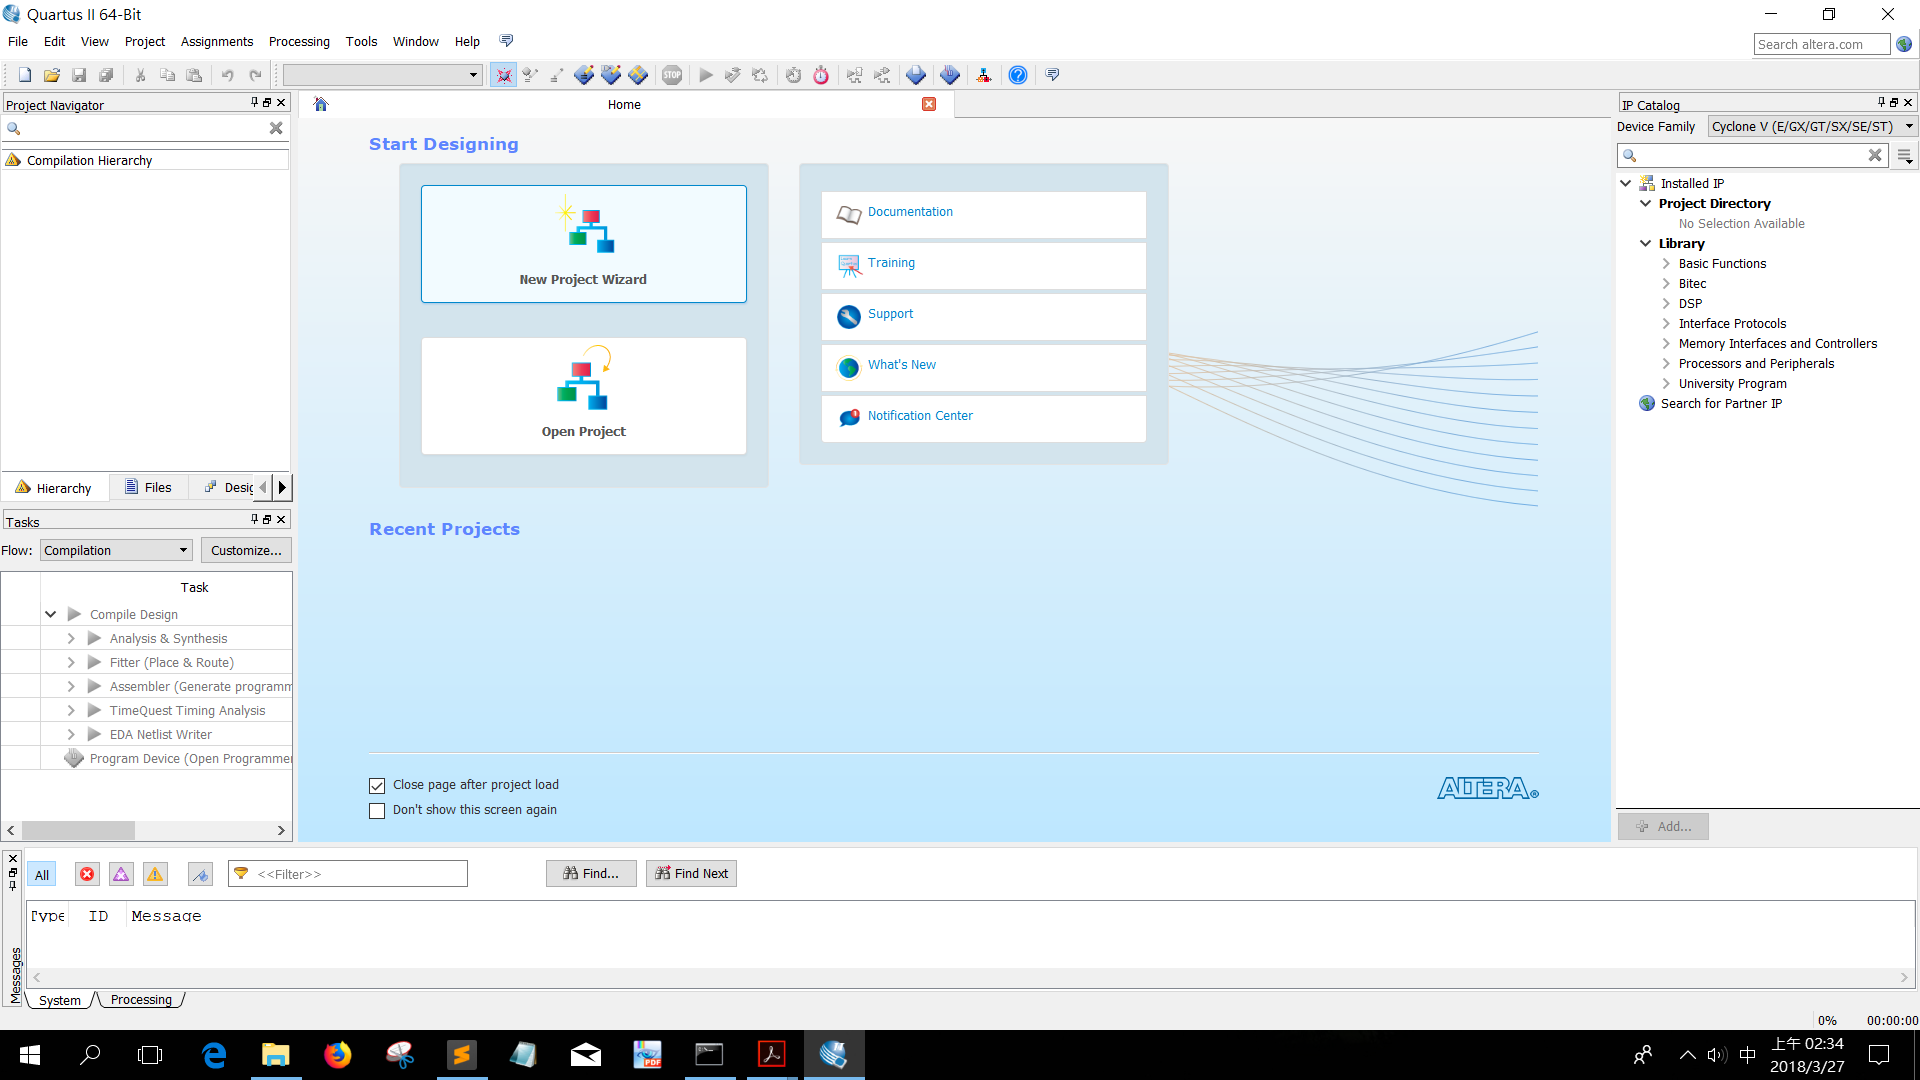 Quartus II 64-Bit
File Edit View Project Assignments Processing Tools Window Help
Search altera.com
STOP
Project Navigator
Compilation Hierarchy
Hierarchy Files
Tasks
Flow: Compilation Customize...
Task
Compile Design
Analysis & Synthesis
Fitter (Place & Route)
Assembler (Generate programm
TimeQuest Timing Analysis
EDA Netlist Writer
Program Device (Open Programmer
Home
Start Designing
New Project Wizard
Open Project
Documentation
Training
Support
What's New
Notification Center
Recent Projects
Close page after project load
Don't show this screen again
ALTERA®
IP Catalog
Device Family Cyclone V (E/GX/GT/SX/SE/ST)
Installed IP
Project Directory
No Selection Available
Library
Basic Functions
Bitec
DSP
Interface Protocols
Memory Interfaces and Controllers
Processors and Peripherals
University Program
Search for Partner IP
Add...
All <<Filter>> Find... Find Next
Type ID Message
Messages
System Processing
0% 00:00:00
PDF
中
上午 02:34
2018/3/27